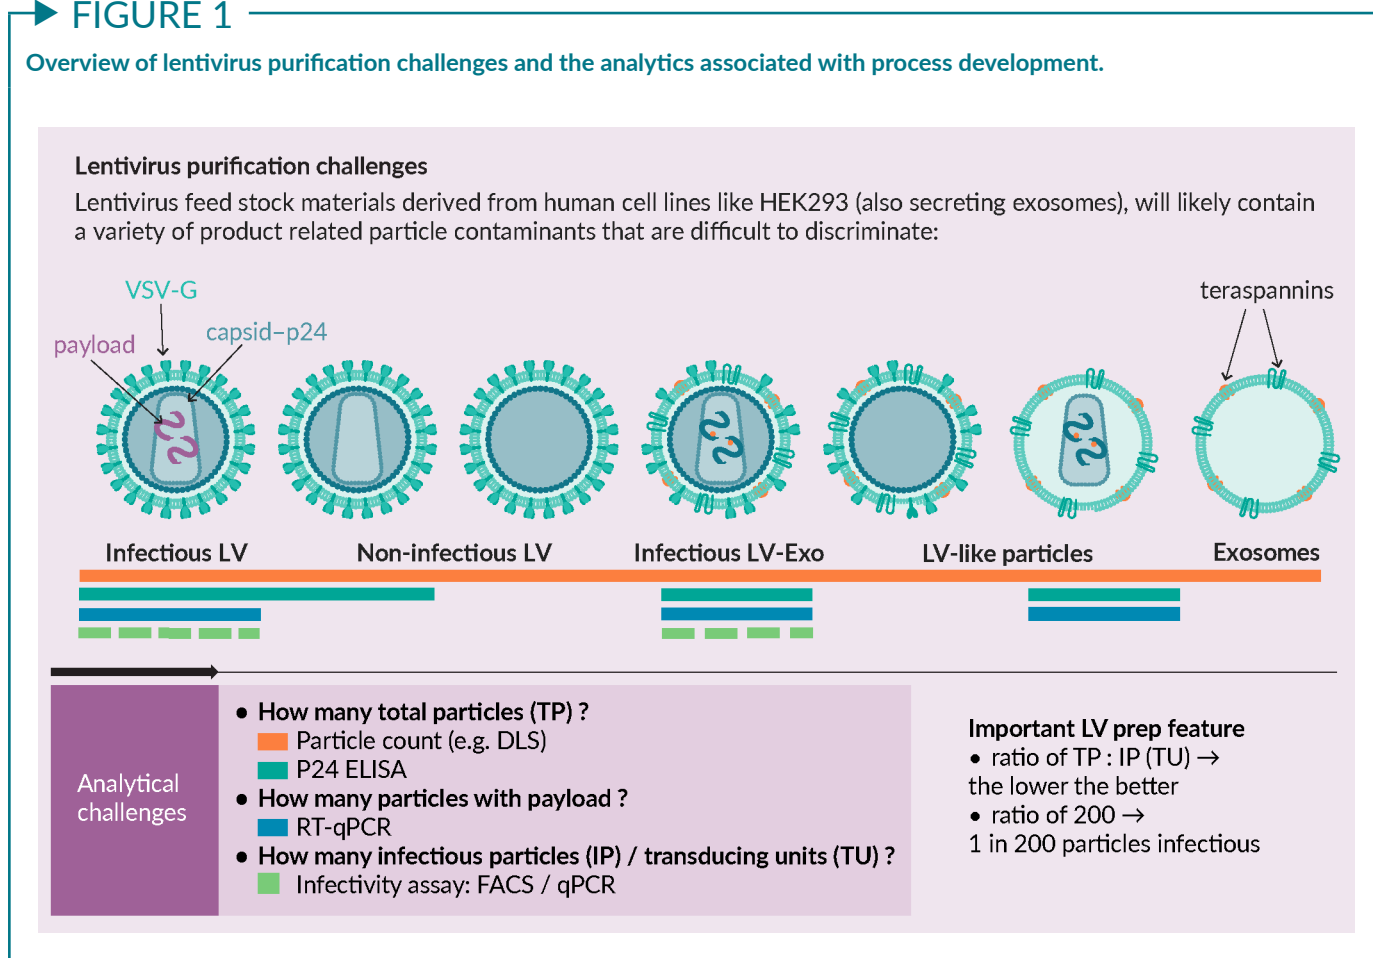 FIGURE 1
Overview of lentivirus purification challenges and the analytics associated with process development.
Lentivirus purification challenges
Lentivirus feed stock materials derived from human cell lines like HEK293 (also secreting exosomes), will likely contain
a variety of product related particle contaminants that are difficult to discriminate:
VSV-G
teraspannins
capsid–p24
payload
Infectious LV
Non-infectious LV
Infectious LV-Exo
LV-like particles
Exosomes
Analytical
challenges
• How many total particles (TP) ?
Particle count (e.g. DLS)
P24 ELISA
• How many particles with payload ?
RT-qPCR
• How many infectious particles (IP) / transducing units (TU) ?
Infectivity assay: FACS / qPCR
Important LV prep feature
• ratio of TP : IP (TU) →
the lower the better
• ratio of 200 →
1 in 200 particles infectious